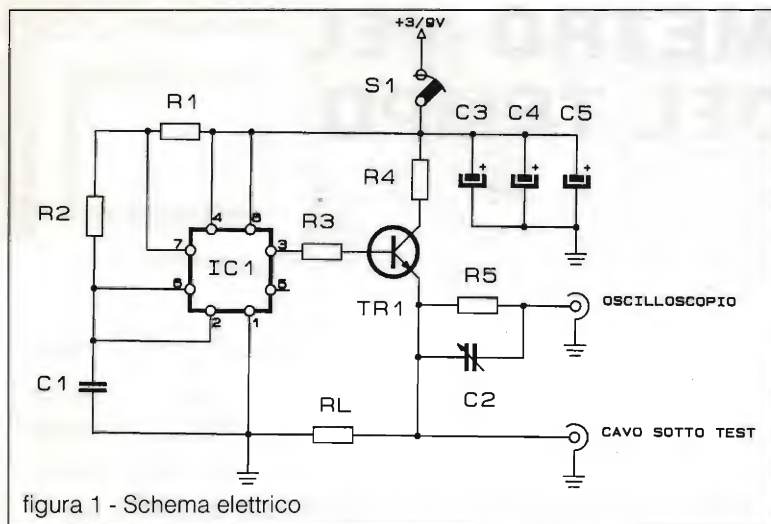 +3/9V
S1
C3 C4 C5
R1
R4
R2
4 8
7 3 R3
IC1
6 5
TR1
R5
OSCILLOSCOPIO
2 1
C1
C2
RL
CAVO SOTTO TEST
figura 1 - Schema elettrico